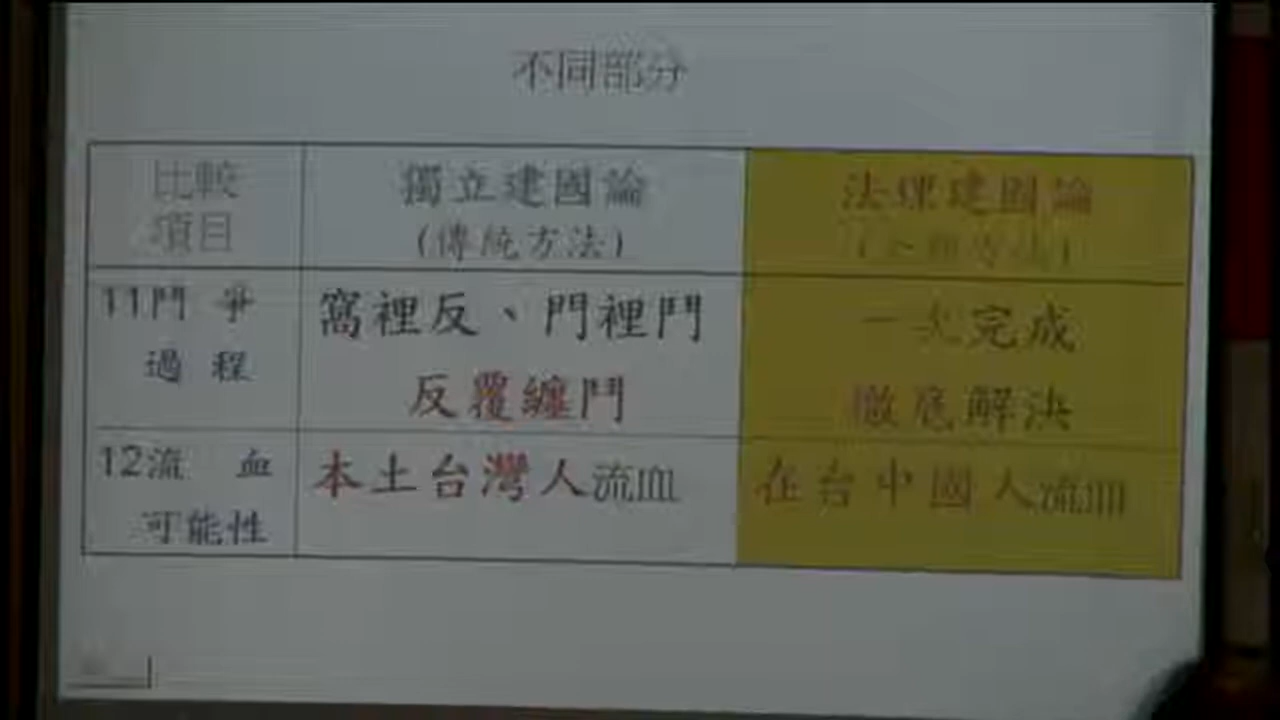 不同部分
比較
項目
獨立建國論
(傳統方法)
法理建國論
11鬥 爭
過 程
窩裡反、門裡鬥
反覆纏鬥
一次完成
徹底解決
12流 血
可能性
本土台灣人流血
在台中國人流血